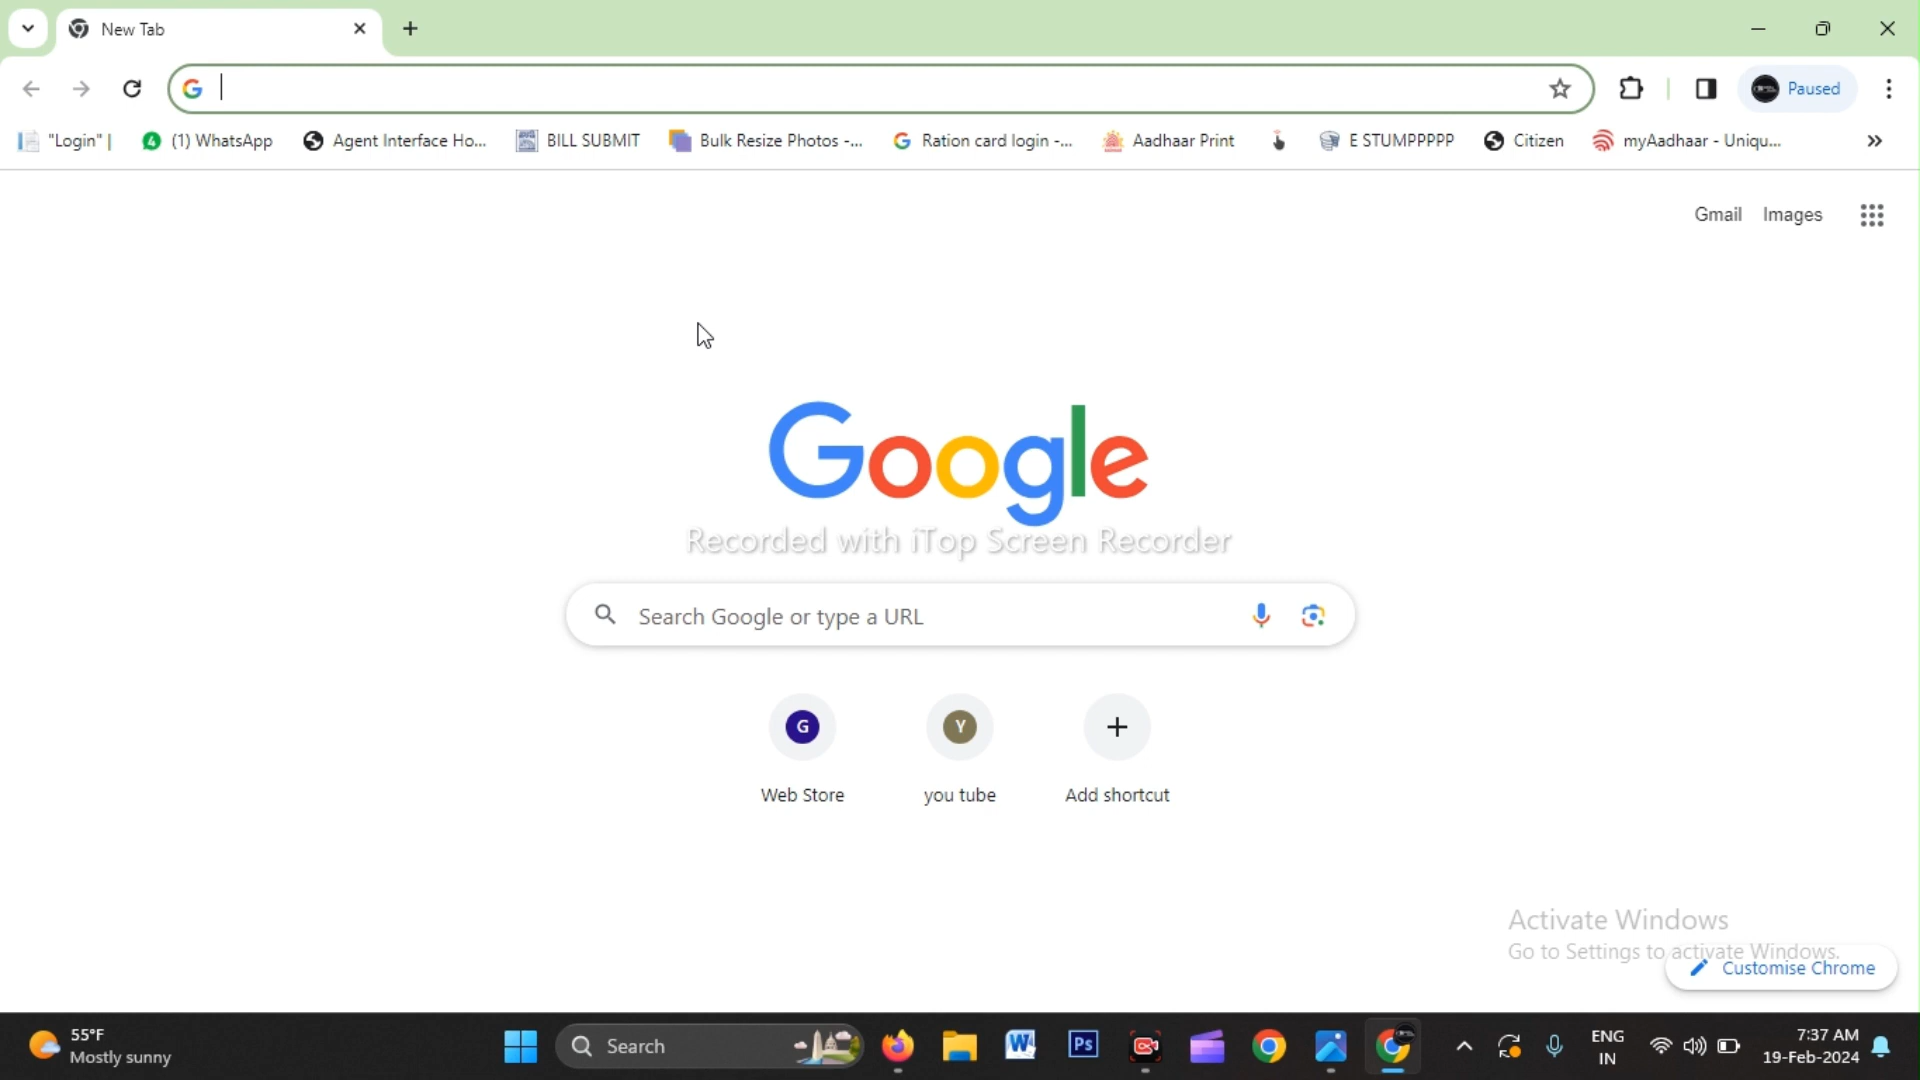 New Tab
Paused
"Login" |
(1) WhatsApp
Agent Interface Ho...
BILL SUBMIT
Bulk Resize Photos -...
Ration card login -...
Aadhaar Print
E STUMPPPPP
Citizen
myAadhaar - Uniqu...
Gmail
Images
Google
Recorded with iTop Screen Recorder
Search Google or type a URL
G
Y
Web Store
you tube
Add shortcut
Activate Windows
Go to Settings to activate Windows.
Customise Chrome
55°F
Mostly sunny
Search
W
Ps
ENG
IN
7:37 AM
19-Feb-2024